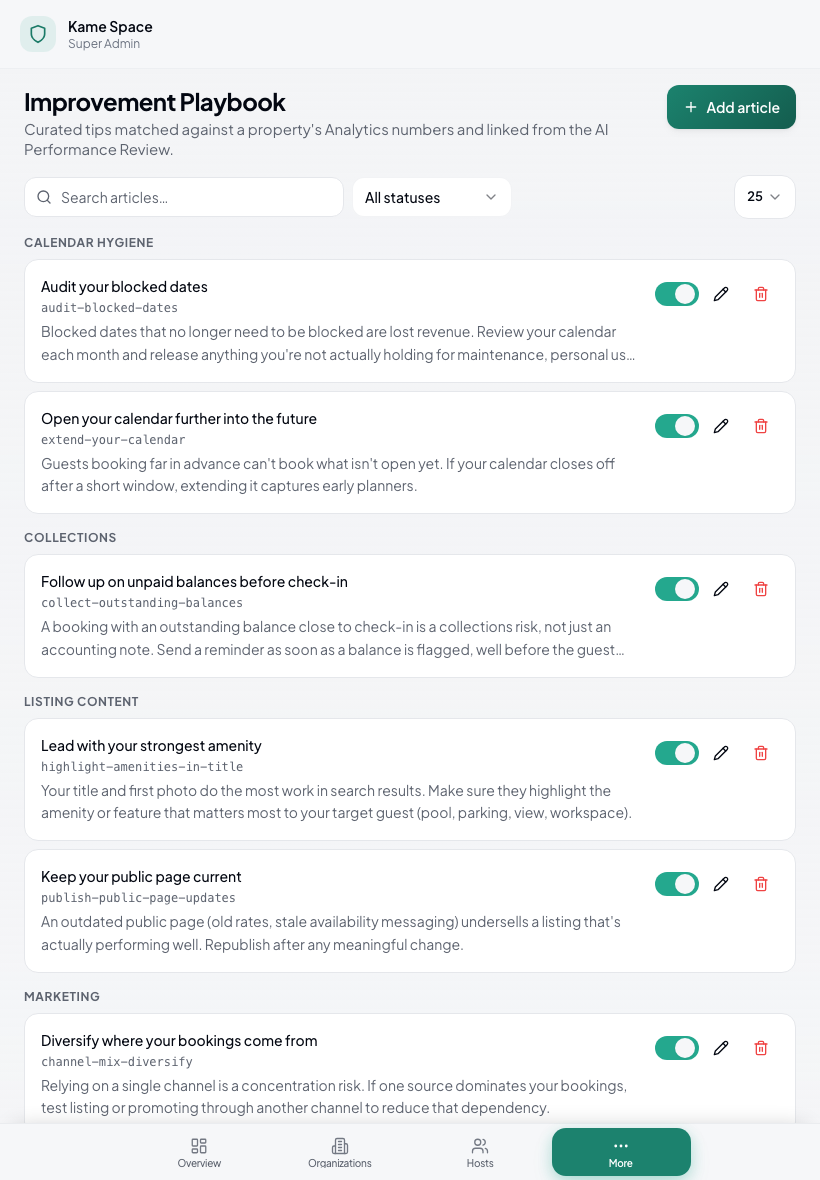 Kame Space
Super Admin
Improvement Playbook
Add article
Curated tips matched against a property's Analytics numbers and linked from the AI
Performance Review.
Search articles…
All statuses
25
CALENDAR HYGIENE
Audit your blocked dates
audit-blocked-dates
Blocked dates that no longer need to be blocked are lost revenue. Review your calendar
each month and release anything you're not actually holding for maintenance, personal us…
Open your calendar further into the future
extend-your-calendar
Guests booking far in advance can't book what isn't open yet. If your calendar closes off
after a short window, extending it captures early planners.
COLLECTIONS
Follow up on unpaid balances before check-in
collect-outstanding-balances
A booking with an outstanding balance close to check-in is a collections risk, not just an
accounting note. Send a reminder as soon as a balance is flagged, well before the guest…
LISTING CONTENT
Lead with your strongest amenity
highlight-amenities-in-title
Your title and first photo do the most work in search results. Make sure they highlight the
amenity or feature that matters most to your target guest (pool, parking, view, workspace).
Keep your public page current
publish-public-page-updates
An outdated public page (old rates, stale availability messaging) undersells a listing that's
actually performing well. Republish after any meaningful change.
MARKETING
Diversify where your bookings come from
channel-mix-diversify
Relying on a single channel is a concentration risk. If one source dominates your bookings,
test listing or promoting through another channel to reduce that dependency.
Overview
Organizations
Hosts
More